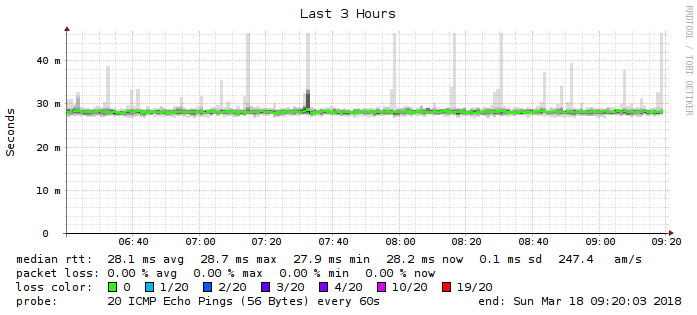 Last 3 Hours
RRDTOOL / TOBI OETIKER
Seconds
40 m
30 m
20 m
10 m
0
06:40 07:00 07:20 07:40 08:00 08:20 08:40 09:00 09:20
median rtt: 28.1 ms avg 28.7 ms max 27.9 ms min 28.2 ms now 0.1 ms sd 247.4 am/s
packet loss: 0.00 % avg 0.00 % max 0.00 % min 0.00 % now
loss color: 0 1/20 2/20 3/20 4/20 10/20 19/20
probe: 20 ICMP Echo Pings (56 Bytes) every 60s end: Sun Mar 18 09:20:03 2018